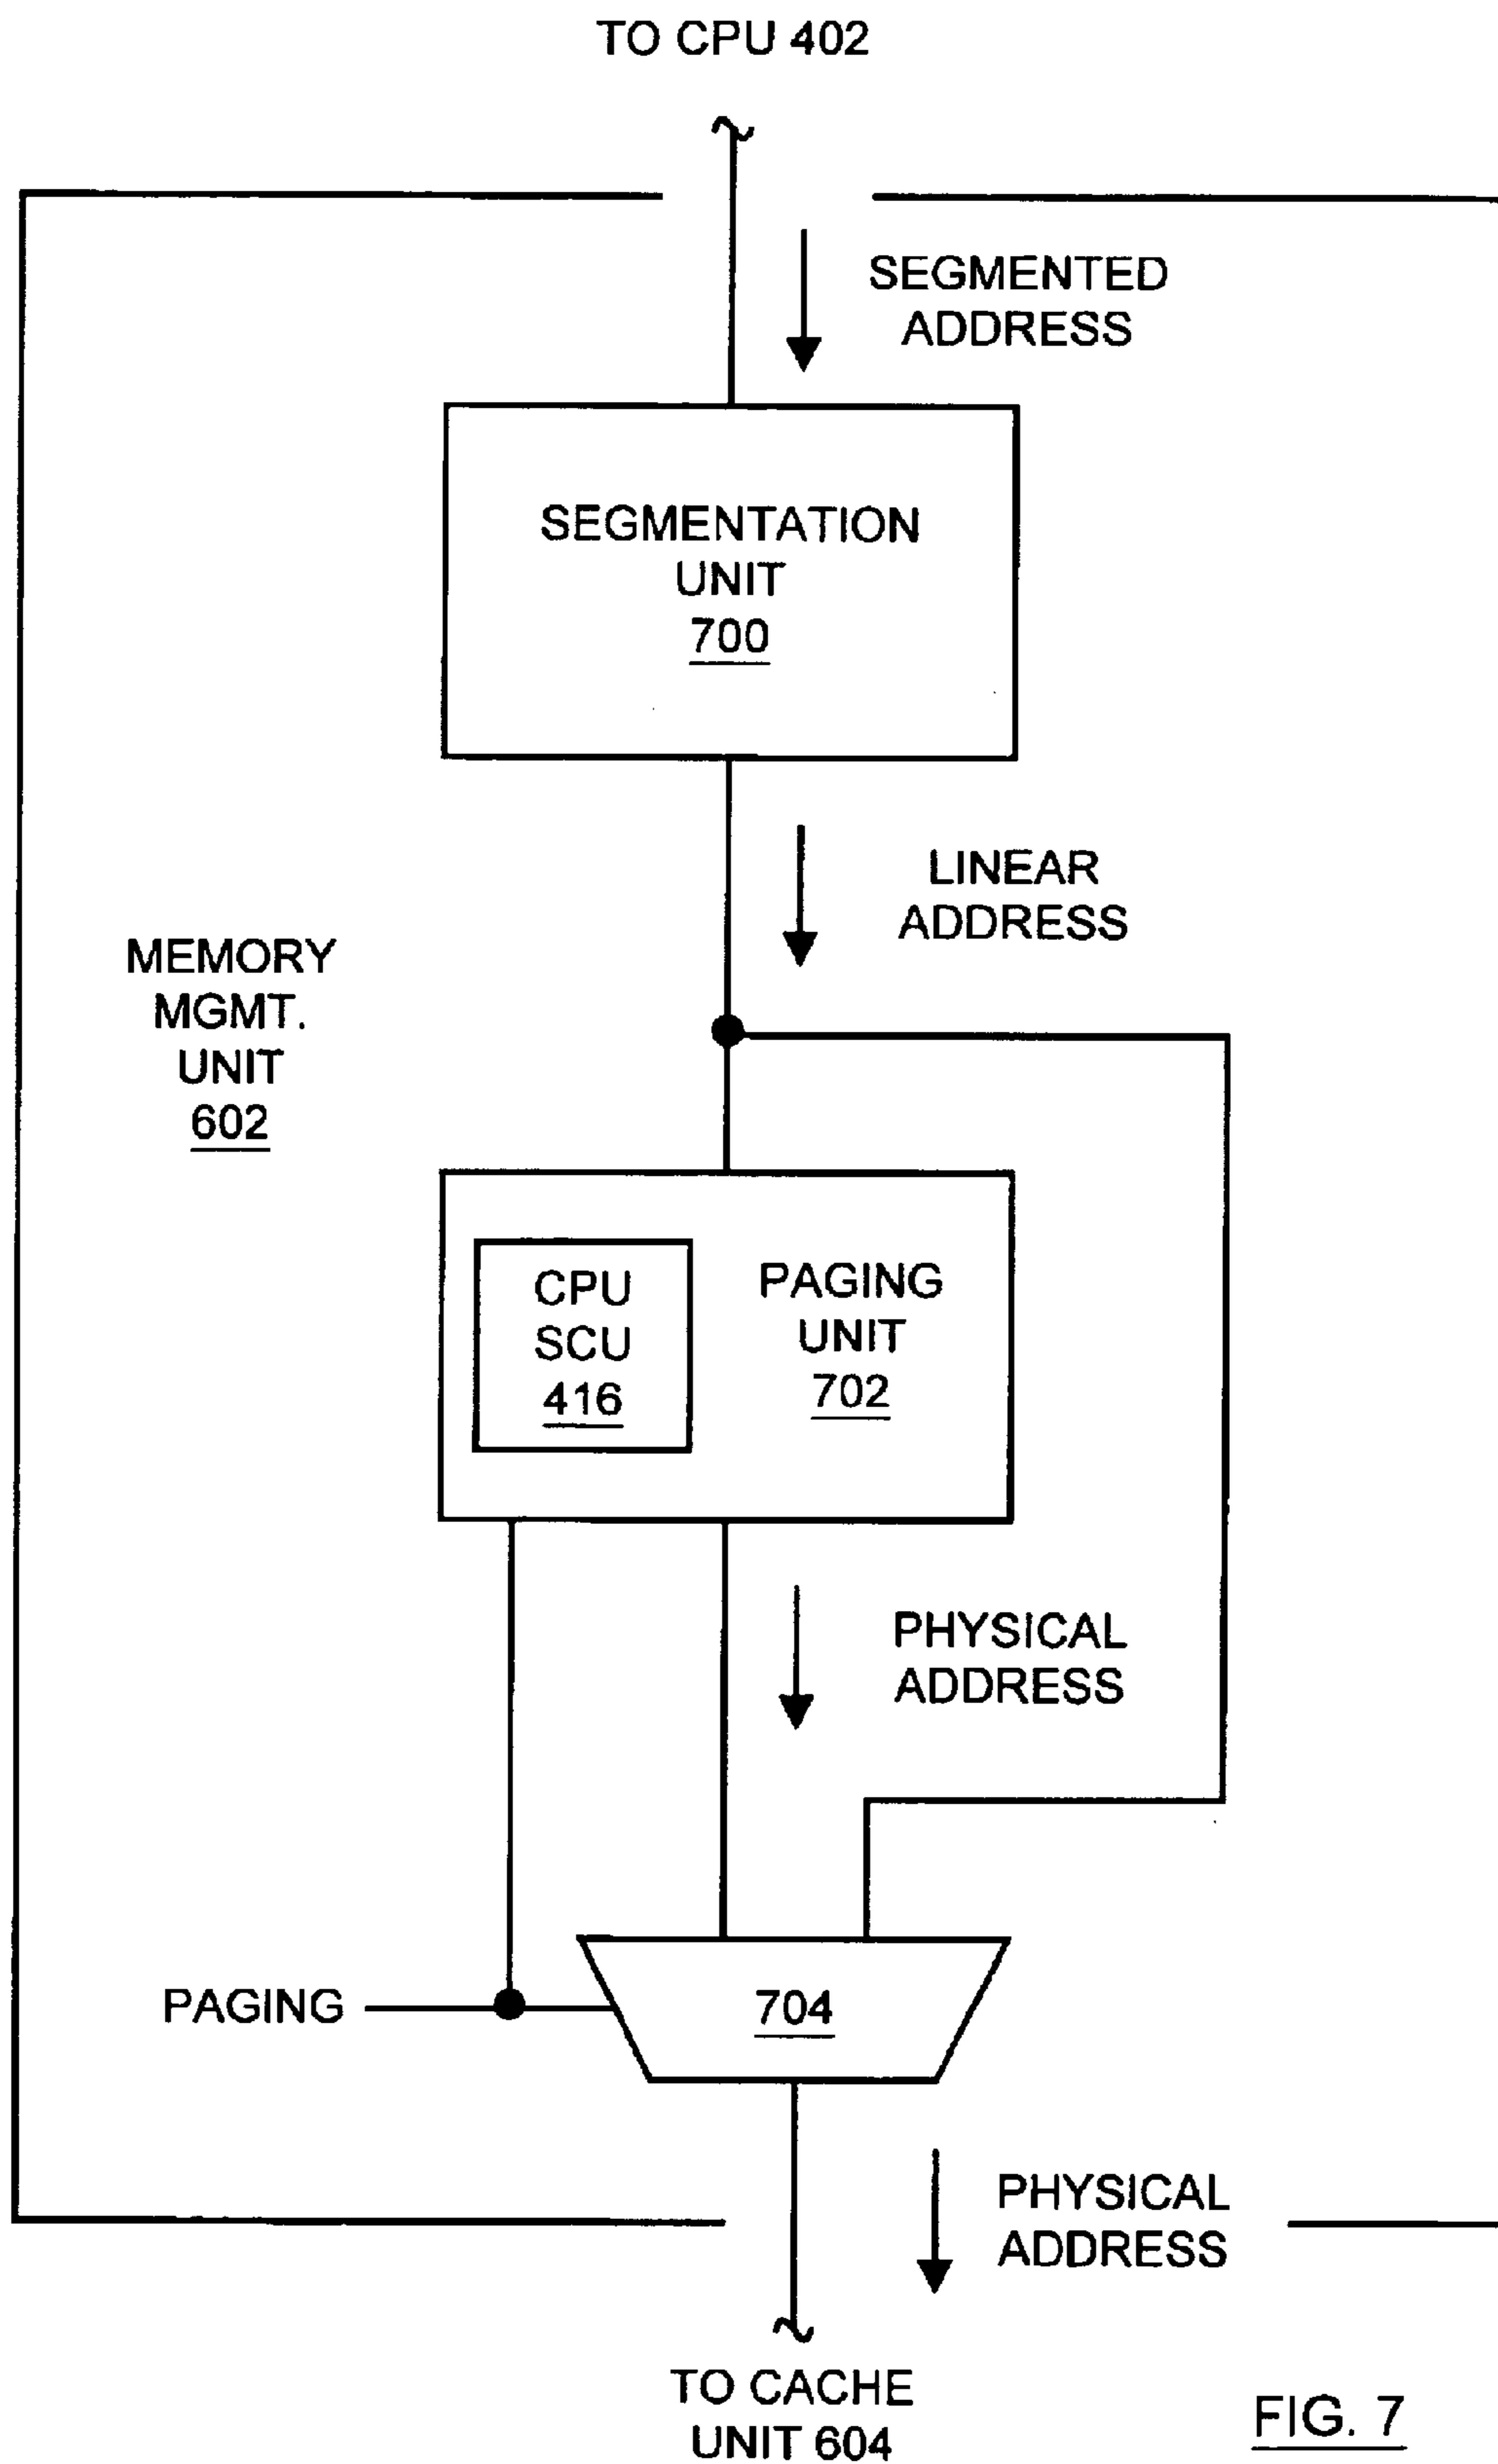 TO CPU 402
SEGMENTED
ADDRESS
SEGMENTATION
UNIT
700
LINEAR
ADDRESS
MEMORY
MGMT.
UNIT
602
CPU
SCU
416
PAGING
UNIT
702
PHYSICAL
ADDRESS
PAGING
704
PHYSICAL
ADDRESS
TO CACHE
UNIT 604
FIG. 7